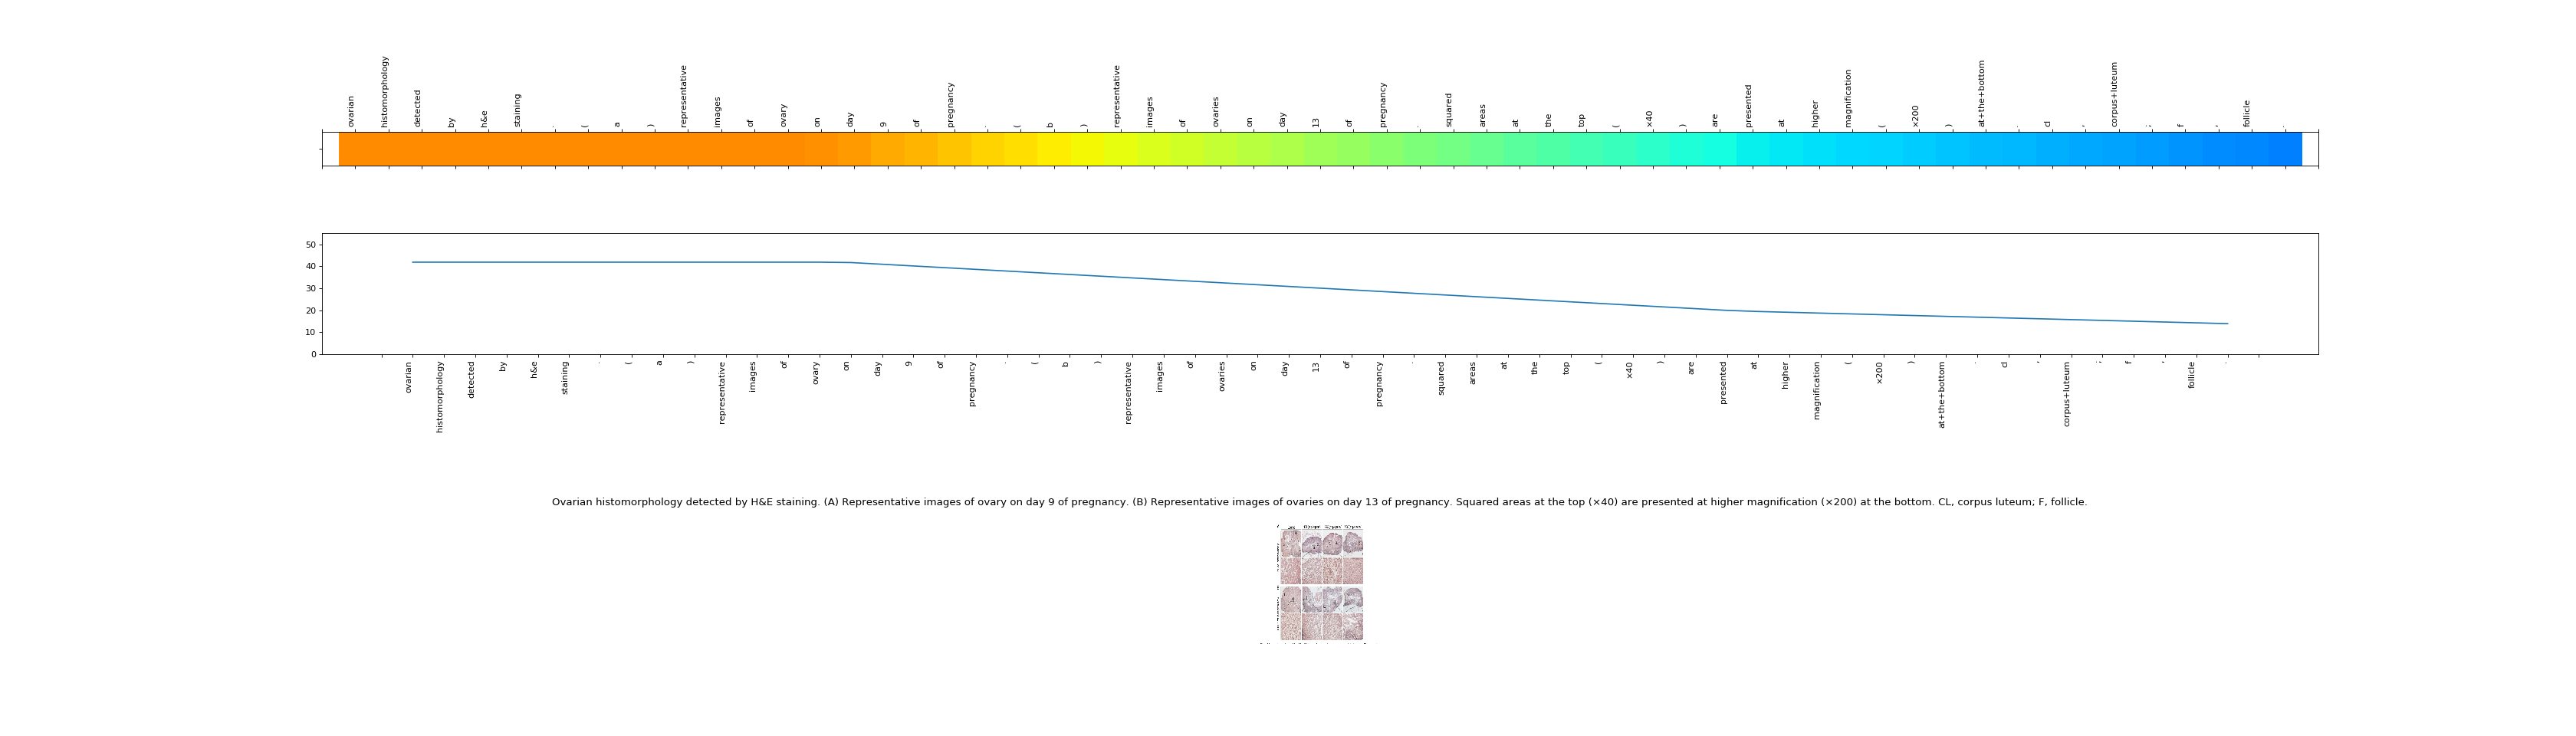 ovarian histomorphology detected by h&e staining . ( a ) representative images of ovary on day 9 of pregnancy . ( b ) representative images of ovaries on day 13 of pregnancy . squared areas at the top ( ×40 ) are presented at higher magnification ( ×200 ) at+the+bottom . cl , corpus+luteum ; f , follicle .
50
40
30
20
10
0
ovarian histomorphology detected by h&e staining . ( a ) representative images of ovary on day 9 of pregnancy . ( b ) representative images of ovaries on day 13 of pregnancy . squared areas at the top ( ×40 ) are presented at higher magnification ( ×200 ) at+the+bottom . cl , corpus+luteum ; f , follicle .
Ovarian histomorphology detected by H&E staining. (A) Representative images of ovary on day 9 of pregnancy. (B) Representative images of ovaries on day 13 of pregnancy. Squared areas at the top (×40) are presented at higher magnification (×200) at the bottom. CL, corpus luteum; F, follicle.